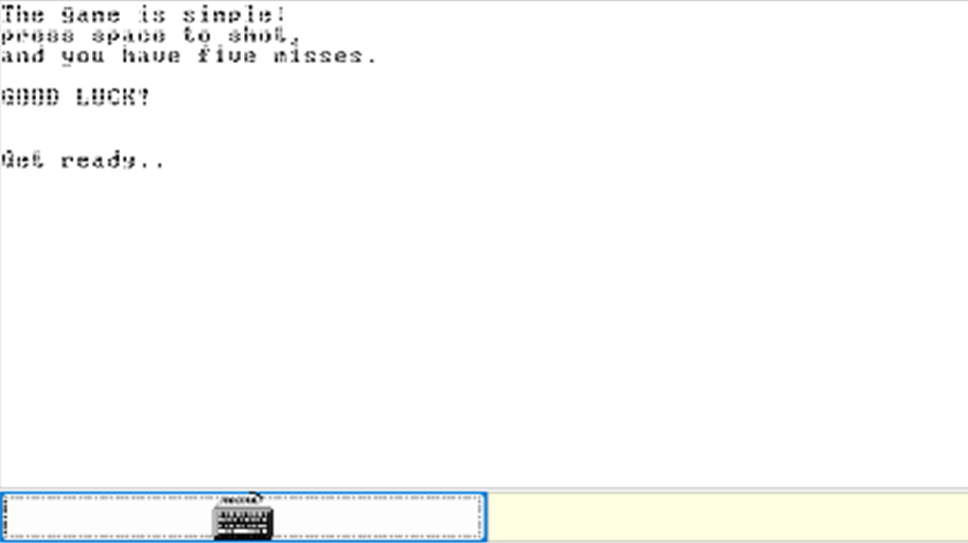 The game is simple:
press space to shot,
and you have five misses.
GOOD LUCK!
Get ready..